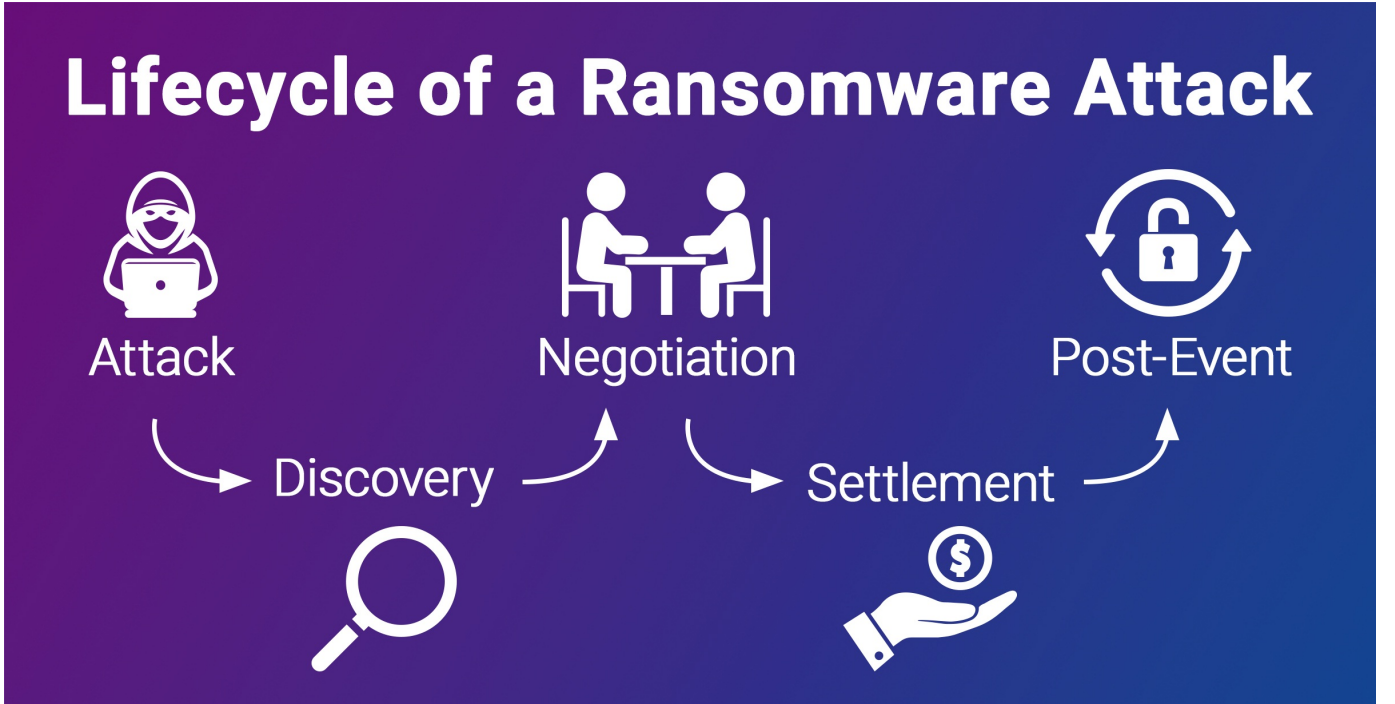 Lifecycle of a Ransomware Attack
Attack
Discovery
Negotiation
Settlement
$
Post-Event